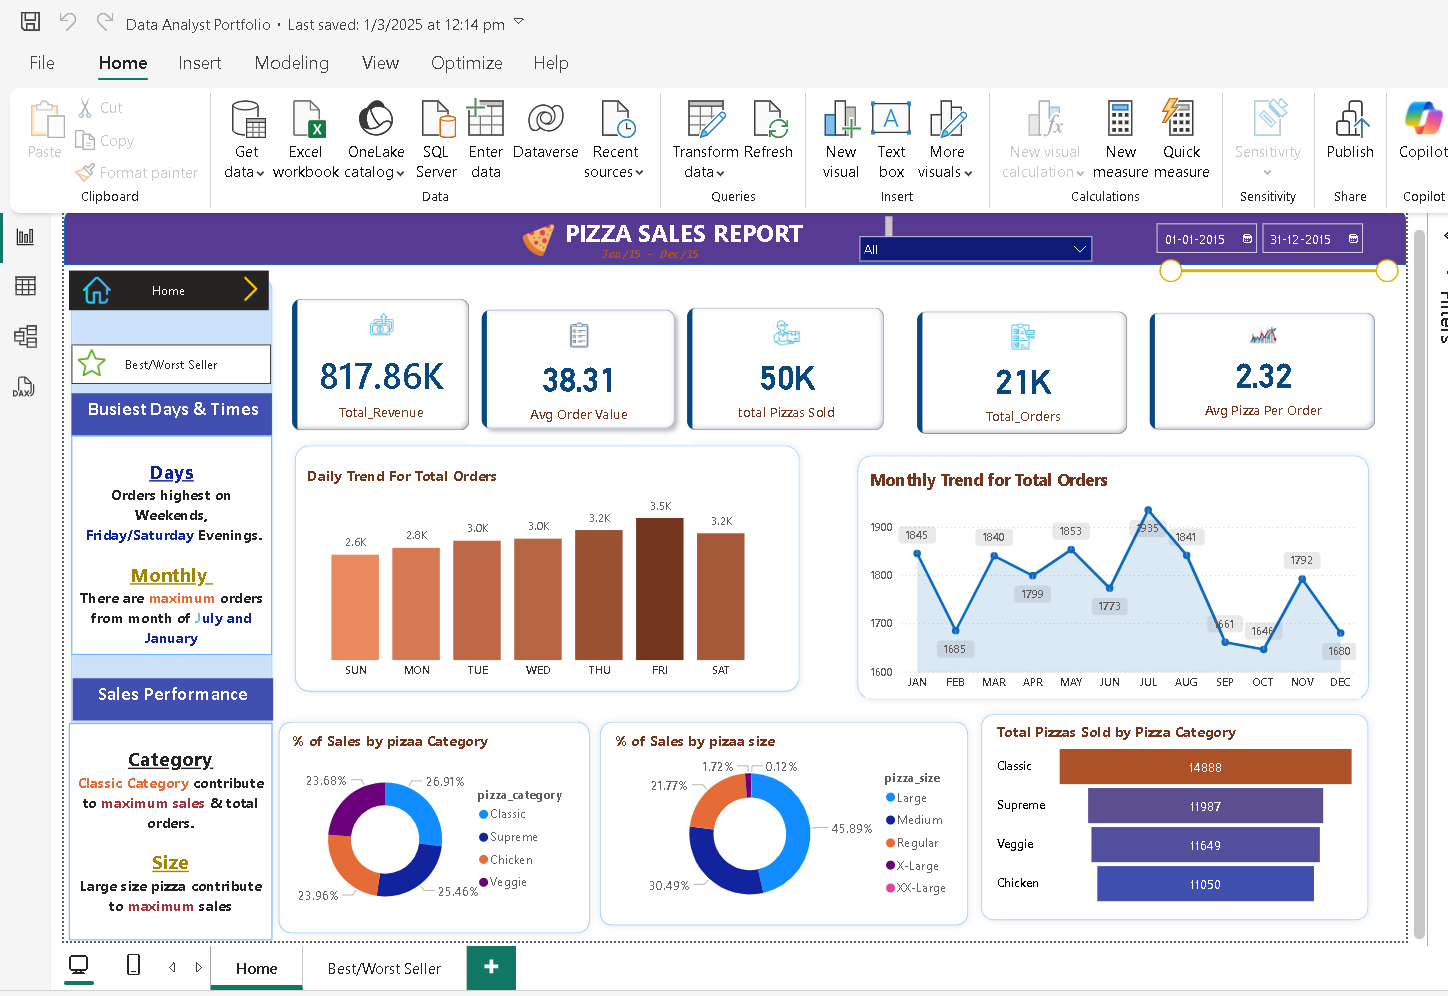 Data Analyst Portfolio • Last saved: 1/3/2025 at 12:14 pm
File Home Insert Modeling View Optimize Help
Paste
Cut
Copy
Format painter
Clipboard
Get data
Excel workbook
OneLake catalog
SQL Server
Enter data
Dataverse
Recent sources
Data
Transform data
Refresh
Queries
New visual
Text box
More visuals
Insert
New visual calculation
New measure
Quick measure
Calculations
Sensitivity
Sensitivity
Publish
Share
Copilot
Copilot
DAX
PIZZA SALES REPORT
Jan/15 - Dec/15
All
01-01-2015
31-12-2015
Filters
Home
Best/Worst Seller
Busiest Days & Times
Days
Orders highest on
Weekends,
Friday/Saturday Evenings.
Monthly
There are maximum orders
from month of July and
January
Sales Performance
Category
Classic Category contribute
to maximum sales & total
orders.
Size
Large size pizza contribute
to maximum sales
817.86K
Total_Revenue
38.31
Avg Order Value
50K
total Pizzas Sold
21K
Total_Orders
2.32
Avg Pizza Per Order
Daily Trend For Total Orders
2.6K 2.8K 3.0K 3.0K 3.2K 3.5K 3.2K
SUN MON TUE WED THU FRI SAT
Monthly Trend for Total Orders
1900
1800
1700
1600
1845 1685 1840 1799 1853 1773 1935 1841 1661 1646 1792 1680
JAN FEB MAR APR MAY JUN JUL AUG SEP OCT NOV DEC
% of Sales by pizaa Category
23.68%
26.91%
23.96%
25.46%
pizza_category
Classic
Supreme
Chicken
Veggie
% of Sales by pizaa size
1.72%
0.12%
21.77%
45.89%
30.49%
pizza_size
Large
Medium
Regular
X-Large
XX-Large
Total Pizzas Sold by Pizza Category
Classic 14888
Supreme 11987
Veggie 11649
Chicken 11050
Home
Best/Worst Seller